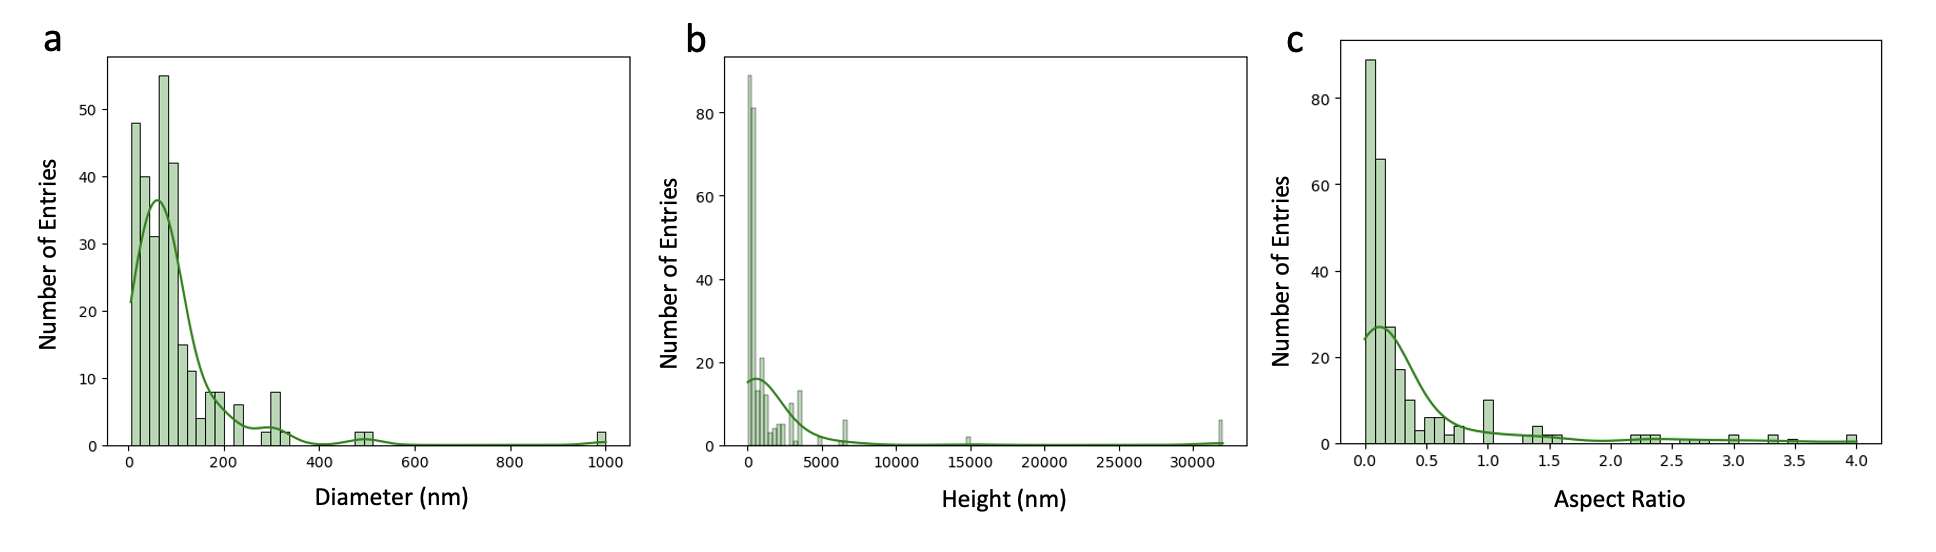 a
Number of Entries
50
40
30
20
10
0
0 200 400 600 800 1000
Diameter (nm)
b
Number of Entries
80
60
40
20
0
0 5000 10000 15000 20000 25000 30000
Height (nm)
c
Number of Entries
80
60
40
20
0
0.0 0.5 1.0 1.5 2.0 2.5 3.0 3.5 4.0
Aspect Ratio